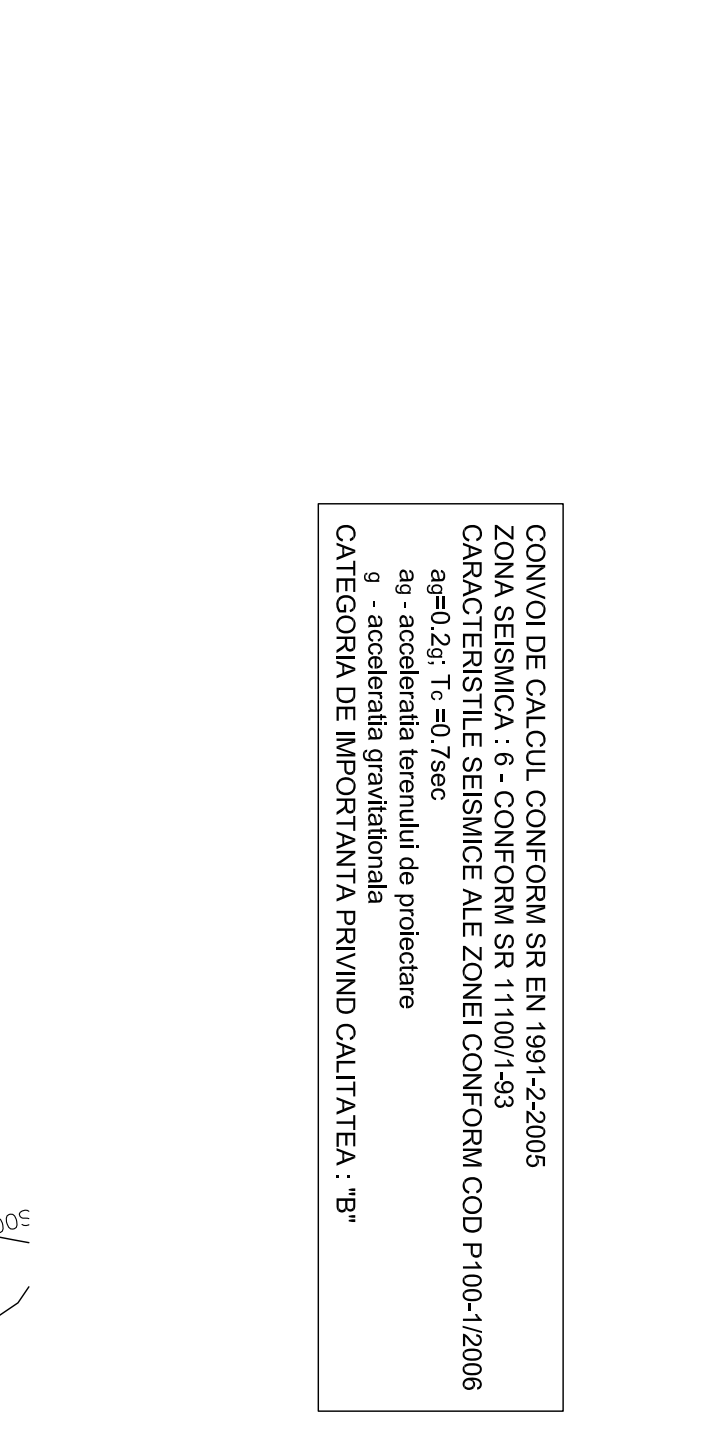 CONVOI DE CALCUL CONFORM SR EN 1991-2-2005
ZONA SEISMICA : 6 - CONFORM SR 11100/1-93
CARACTERISTILE SEISMICE ALE ZONEI CONFORM COD P100-1/2006
ag=0.2g; Tc =0.7sec
ag - acceleratia terenului de proiectare
g - acceleratia gravitationala
CATEGORIA DE IMPORTANTA PRIVIND CALITATEA : "B"